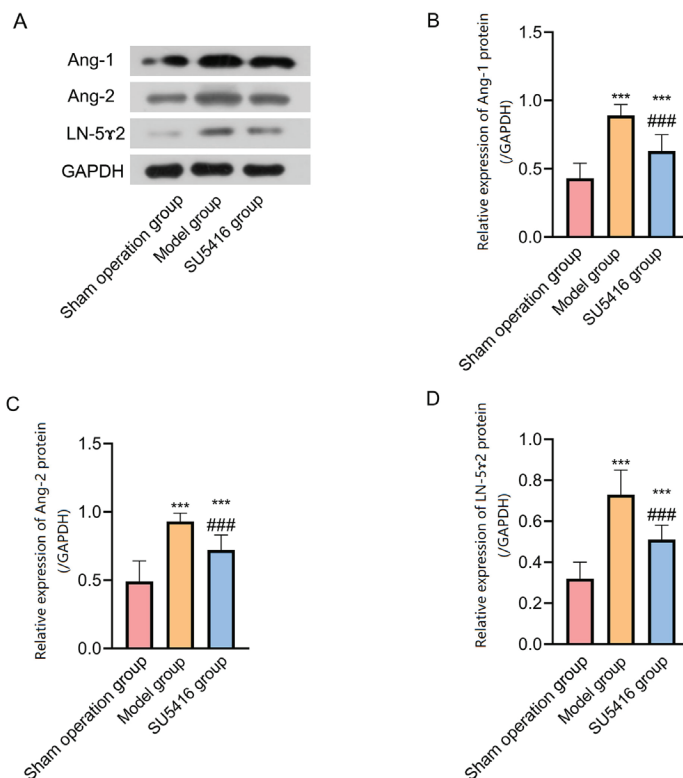 A
Ang-1
Ang-2
LN-5ɤ2
GAPDH
Sham operation group
Model group
SU5416 group
B
Relative expression of Ang-1 protein
(/GAPDH)
1.5
1.0
0.5
0.0
***
***
###
Sham operation group
Model group
SU5416 group
C
Relative expression of Ang-2 protein
(/GAPDH)
1.5
1.0
0.5
0.0
***
***
###
Sham operation group
Model group
SU5416 group
D
Relative expression of LN-5ɤ2 protein
(/GAPDH)
1.0
0.8
0.6
0.4
0.2
0.0
***
***
###
Sham operation group
Model group
SU5416 group